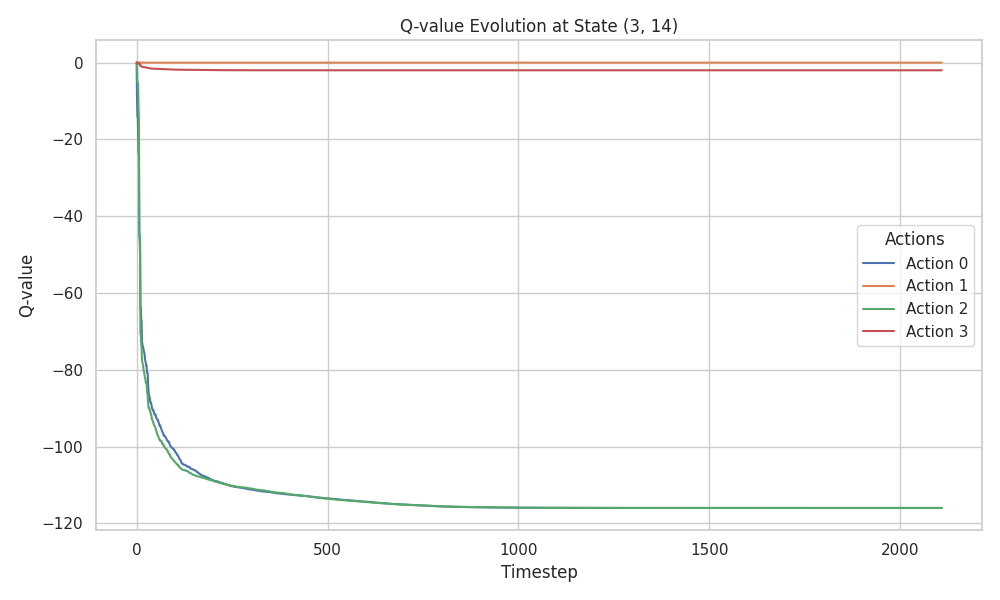 Q-value Evolution at State (3, 14)
Q-value
0
−20
−40
−60
−80
−100
−120
Actions
Action 0
Action 1
Action 2
Action 3
0
500
1000
1500
2000
Timestep